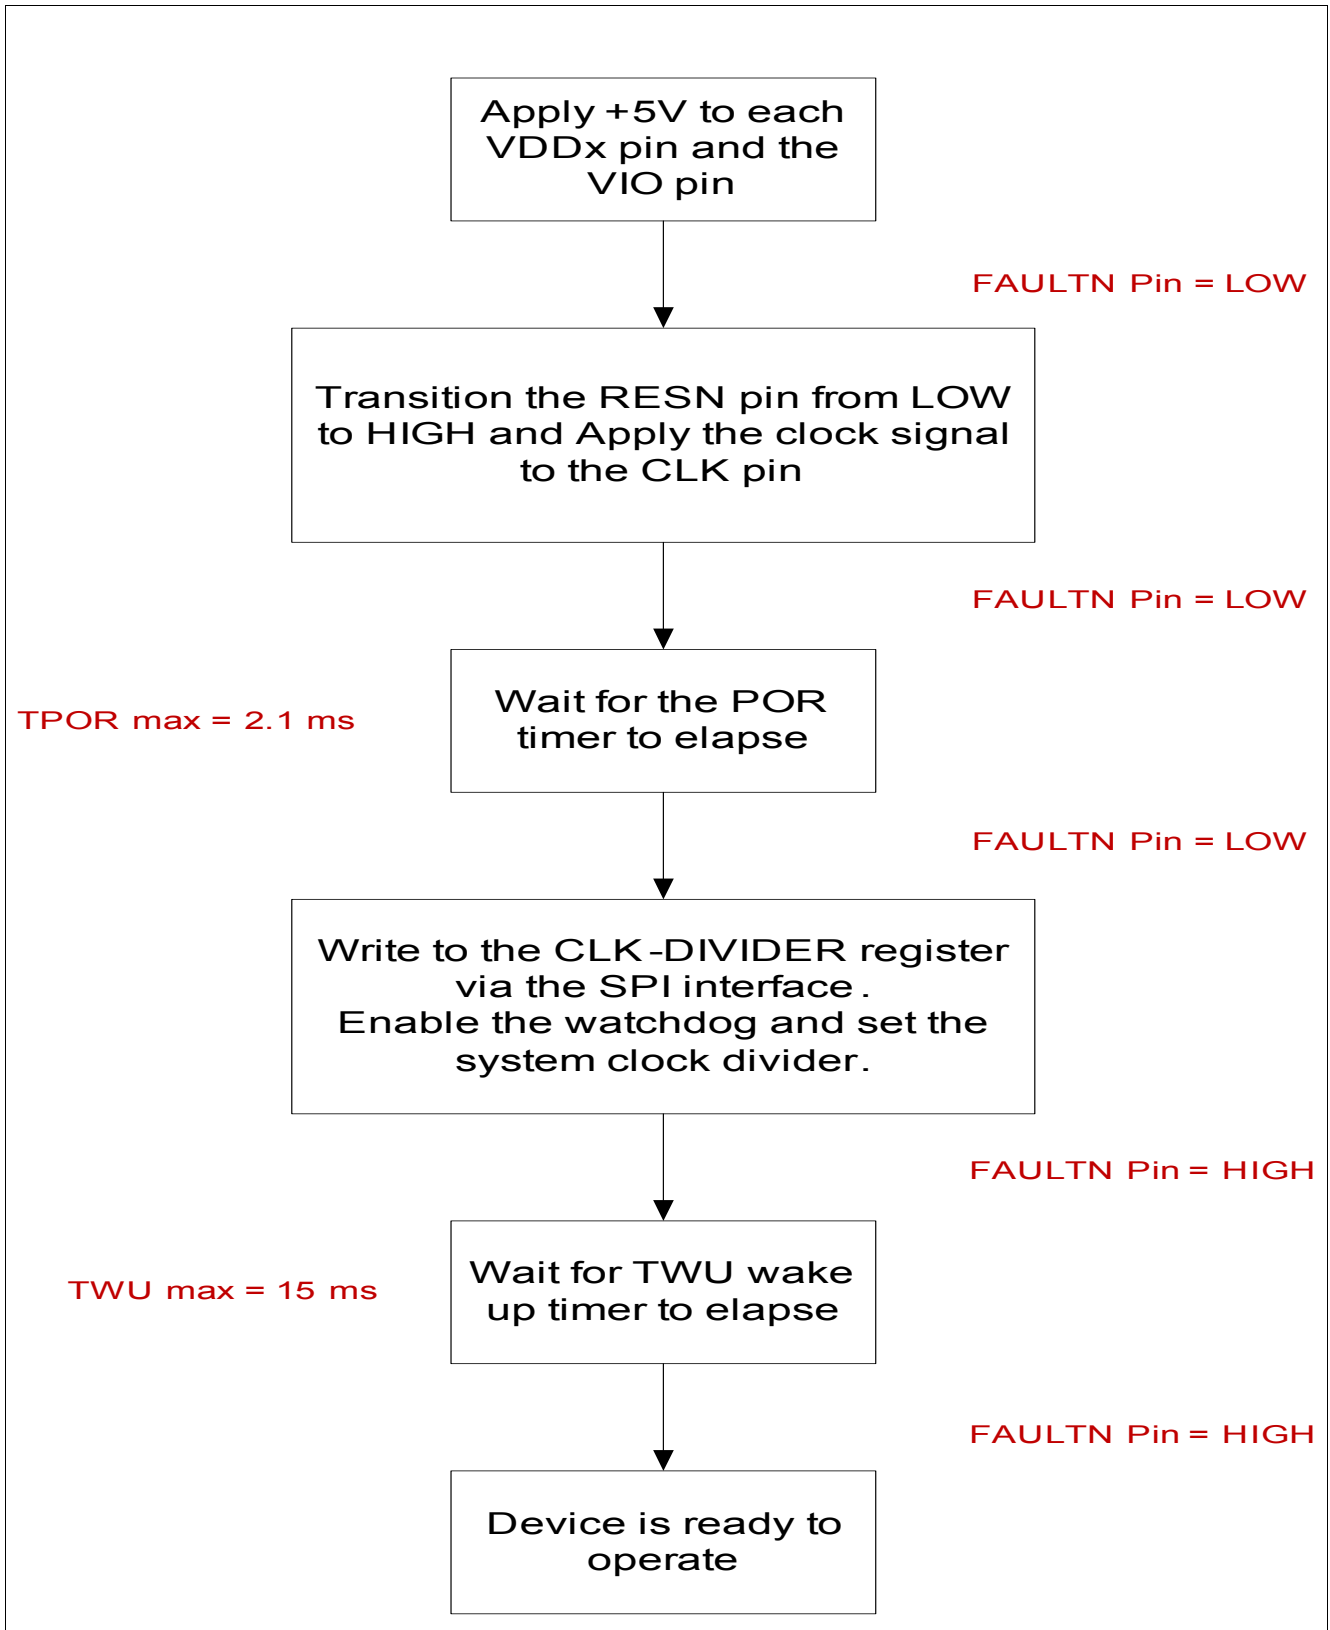 Apply +5V to each
VDDx pin and the
VIO pin
FAULTN Pin = LOW
Transition the RESN pin from LOW
to HIGH and Apply the clock signal
to the CLK pin
FAULTN Pin = LOW
Wait for the POR
timer to elapse
TPOR max = 2.1 ms
FAULTN Pin = LOW
Write to the CLK-DIVIDER register
via the SPI interface.
Enable the watchdog and set the
system clock divider.
FAULTN Pin = HIGH
Wait for TWU wake
up timer to elapse
TWU max = 15 ms
FAULTN Pin = HIGH
Device is ready to
operate